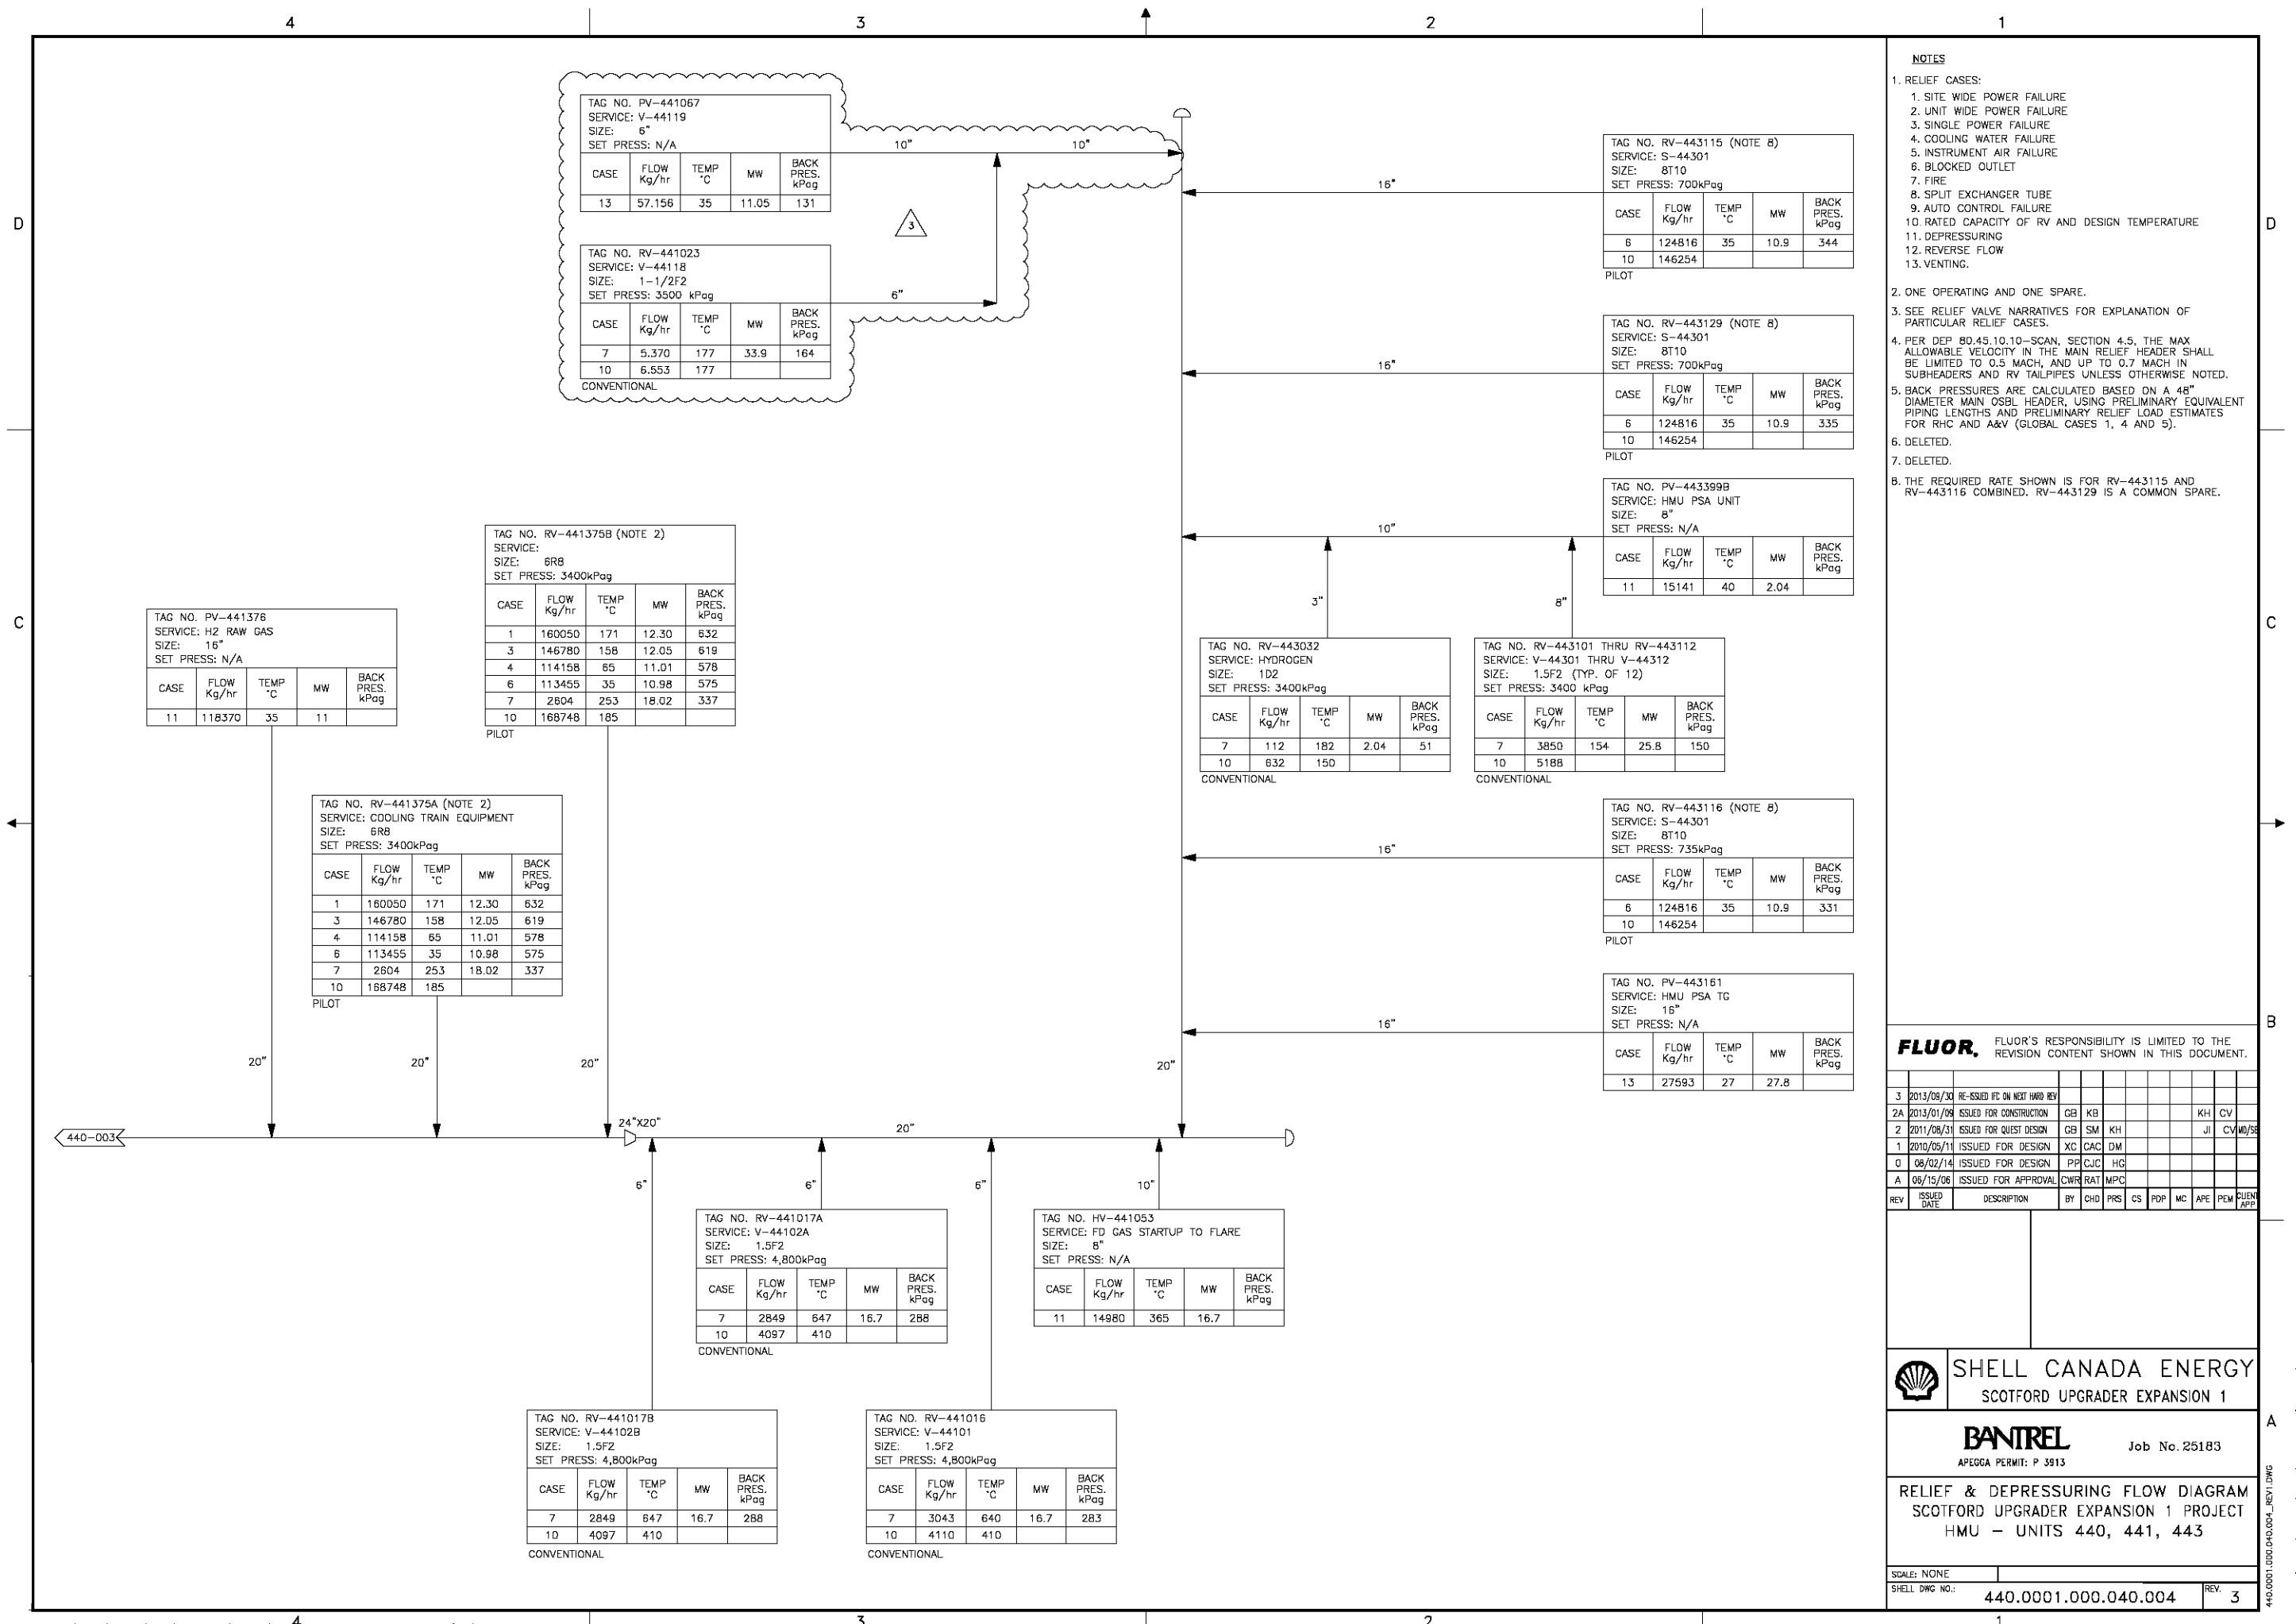 4 3 2 1
TAG NO. PV-441067
SERVICE: V-44119
SIZE: 6"
SET PRESS: N/A
CASE FLOW Kg/hr TEMP °C MW BACK PRES. kPag
13 57.156 35 11.05 131
10" 10"
3
TAG NO. RV-441023
SERVICE: V-44118
SIZE: 1-1/2F2
SET PRESS: 3500 kPag
CASE FLOW Kg/hr TEMP °C MW BACK PRES. kPag
7 5.370 177 33.9 164
10 6.553 177
CONVENTIONAL
6"
TAG NO. RV-443115 (NOTE 8)
SERVICE: S-44301
SIZE: 8T10
SET PRESS: 700kPag
CASE FLOW Kg/hr TEMP °C MW BACK PRES. kPag
6 124816 35 10.9 344
10 146254
PILOT
16"
TAG NO. RV-443129 (NOTE 8)
SERVICE: S-44301
SIZE: 8T10
SET PRESS: 700kPag
CASE FLOW Kg/hr TEMP °C MW BACK PRES. kPag
6 124816 35 10.9 335
10 146254
PILOT
16"
TAG NO. PV-443399B
SERVICE: HMU PSA UNIT
SIZE: 8"
SET PRESS: N/A
CASE FLOW Kg/hr TEMP °C MW BACK PRES. kPag
11 15141 40 2.04
10"
3"
8"
TAG NO. RV-441375B (NOTE 2)
SERVICE:
SIZE: 6R8
SET PRESS: 3400kPag
CASE FLOW Kg/hr TEMP °C MW BACK PRES. kPag
1 160050 171 12.30 632
3 146780 158 12.05 619
4 114158 65 11.01 578
6 113455 35 10.98 575
7 2604 253 18.02 337
10 168748 185
PILOT
TAG NO. PV-441376
SERVICE: H2 RAW GAS
SIZE: 16"
SET PRESS: N/A
CASE FLOW Kg/hr TEMP °C MW BACK PRES. kPag
11 118370 35 11
TAG NO. RV-443032
SERVICE: HYDROGEN
SIZE: 1D2
SET PRESS: 3400kPag
CASE FLOW Kg/hr TEMP °C MW BACK PRES. kPag
7 112 182 2.04 51
10 632 150
CONVENTIONAL
TAG NO. RV-443101 THRU RV-443112
SERVICE: V-44301 THRU V-44312
SIZE: 1.5F2 (TYP. OF 12)
SET PRESS: 3400 kPag
CASE FLOW Kg/hr TEMP °C MW BACK PRES. kPag
7 3850 154 25.8 150
10 5188
CONVENTIONAL
TAG NO. RV-441375A (NOTE 2)
SERVICE: COOLING TRAIN EQUIPMENT
SIZE: 6R8
SET PRESS: 3400kPag
CASE FLOW Kg/hr TEMP °C MW BACK PRES. kPag
1 160050 171 12.30 632
3 146780 158 12.05 619
4 114158 65 11.01 578
6 113455 35 10.98 575
7 2604 253 18.02 337
10 168748 185
PILOT
TAG NO. RV-443116 (NOTE 8)
SERVICE: S-44301
SIZE: 8T10
SET PRESS: 735kPag
CASE FLOW Kg/hr TEMP °C MW BACK PRES. kPag
6 124816 35 10.9 331
10 146254
PILOT
16"
TAG NO. PV-443161
SERVICE: HMU PSA TG
SIZE: 16"
SET PRESS: N/A
CASE FLOW Kg/hr TEMP °C MW BACK PRES. kPag
13 27593 27 27.8
16"
20" 20" 20" 20"
440-003 24"X20" 20"
6" 6" 6" 10"
TAG NO. RV-441017A
SERVICE: V-44102A
SIZE: 1.5F2
SET PRESS: 4,800kPag
CASE FLOW Kg/hr TEMP °C MW BACK PRES. kPag
7 2849 647 16.7 288
10 4097 410
CONVENTIONAL
TAG NO. HV-441053
SERVICE: FD GAS STARTUP TO FLARE
SIZE: 8"
SET PRESS: N/A
CASE FLOW Kg/hr TEMP °C MW BACK PRES. kPag
11 14980 365 16.7
TAG NO. RV-441017B
SERVICE: V-44102B
SIZE: 1.5F2
SET PRESS: 4,800kPag
CASE FLOW Kg/hr TEMP °C MW BACK PRES. kPag
7 2849 647 16.7 288
10 4097 410
CONVENTIONAL
TAG NO. RV-441016
SERVICE: V-44101
SIZE: 1.5F2
SET PRESS: 4,800kPag
CASE FLOW Kg/hr TEMP °C MW BACK PRES. kPag
7 3043 640 16.7 283
10 4110 410
CONVENTIONAL
D D
C C
B
A
NOTES
1. RELIEF CASES:
1. SITE WIDE POWER FAILURE
2. UNIT WIDE POWER FAILURE
3. SINGLE POWER FAILURE
4. COOLING WATER FAILURE
5. INSTRUMENT AIR FAILURE
6. BLOCKED OUTLET
7. FIRE
8. SPLIT EXCHANGER TUBE
9. AUTO CONTROL FAILURE
10. RATED CAPACITY OF RV AND DESIGN TEMPERATURE
11. DEPRESSURING
12. REVERSE FLOW
13. VENTING.
2. ONE OPERATING AND ONE SPARE.
3. SEE RELIEF VALVE NARRATIVES FOR EXPLANATION OF
PARTICULAR RELIEF CASES.
4. PER DEP 80.45.10.10-SCAN, SECTION 4.5, THE MAX
ALLOWABLE VELOCITY IN THE MAIN RELIEF HEADER SHALL
BE LIMITED TO 0.5 MACH, AND UP TO 0.7 MACH IN
SUBHEADERS AND RV TAILPIPES UNLESS OTHERWISE NOTED.
5. BACK PRESSURES ARE CALCULATED BASED ON A 48"
DIAMETER MAIN OSBL HEADER, USING PRELIMINARY EQUIVALENT
PIPING LENGTHS AND PRELIMINARY RELIEF LOAD ESTIMATES
FOR RHC AND A&V (GLOBAL CASES 1, 4 AND 5).
6. DELETED.
7. DELETED.
8. THE REQUIRED RATE SHOWN IS FOR RV-443115 AND
RV-443116 COMBINED. RV-443129 IS A COMMON SPARE.
FLUOR. FLUOR'S RESPONSIBILITY IS LIMITED TO THE
REVISION CONTENT SHOWN IN THIS DOCUMENT.
3 2013/09/30 RE-ISSUED IFC ON NEXT HARD REV
2A 2013/01/09 ISSUED FOR CONSTRUCTION GB KB KH CV
2 2011/08/31 ISSUED FOR QUEST DESIGN GB SM KH JI CV MD/SB
1 2010/05/11 ISSUED FOR DESIGN XC CAC DM
0 08/02/14 ISSUED FOR DESIGN PP CJC HG
A 06/15/06 ISSUED FOR APPROVAL CWR RAT MPC
REV ISSUED DATE DESCRIPTION BY CHD PRS CS PDP MC APE PEM CLIENT APP
SHELL CANADA ENERGY
SCOTFORD UPGRADER EXPANSION 1
BANTREL Job No. 25183
APEGGA PERMIT: P 3913
RELIEF & DEPRESSURING FLOW DIAGRAM
SCOTFORD UPGRADER EXPANSION 1 PROJECT
HMU - UNITS 440, 441, 443
SCALE: NONE
SHELL DWG NO.: 440.0001.000.040.004 REV. 3
440.0001.000.040.004_REV1.DWG
4 3 2 1